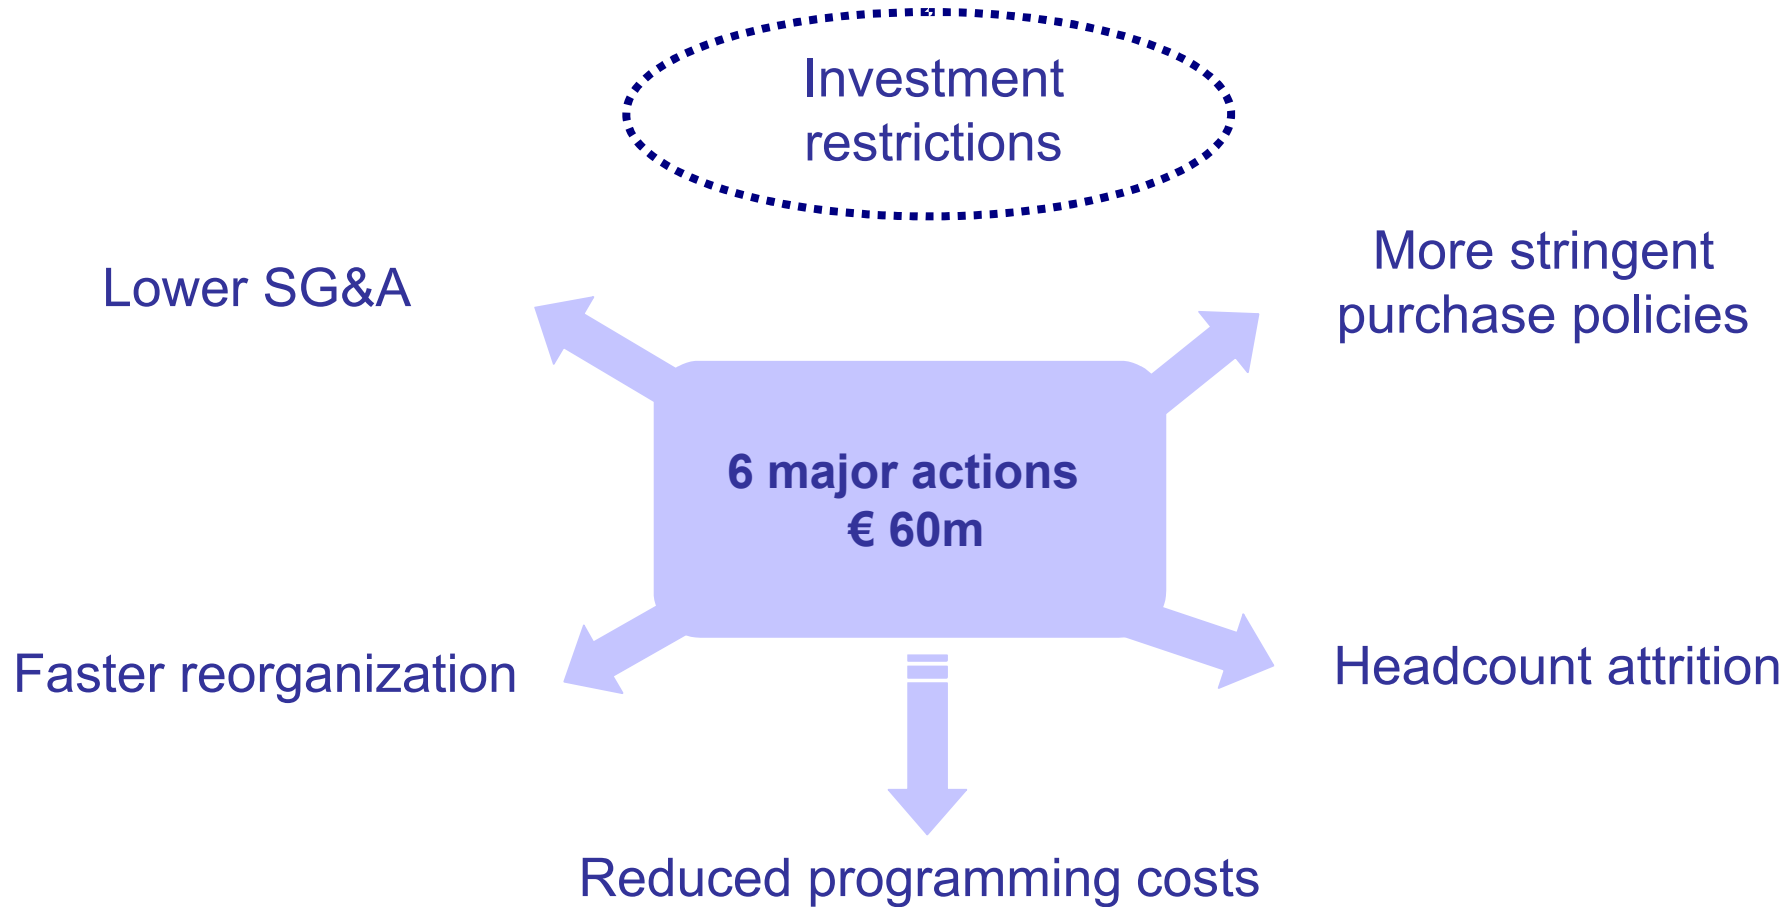 Investment
restrictions
Lower SG&A
More stringent
purchase policies
6 major actions
€ 60m
Faster reorganization
Headcount attrition
Reduced programming costs